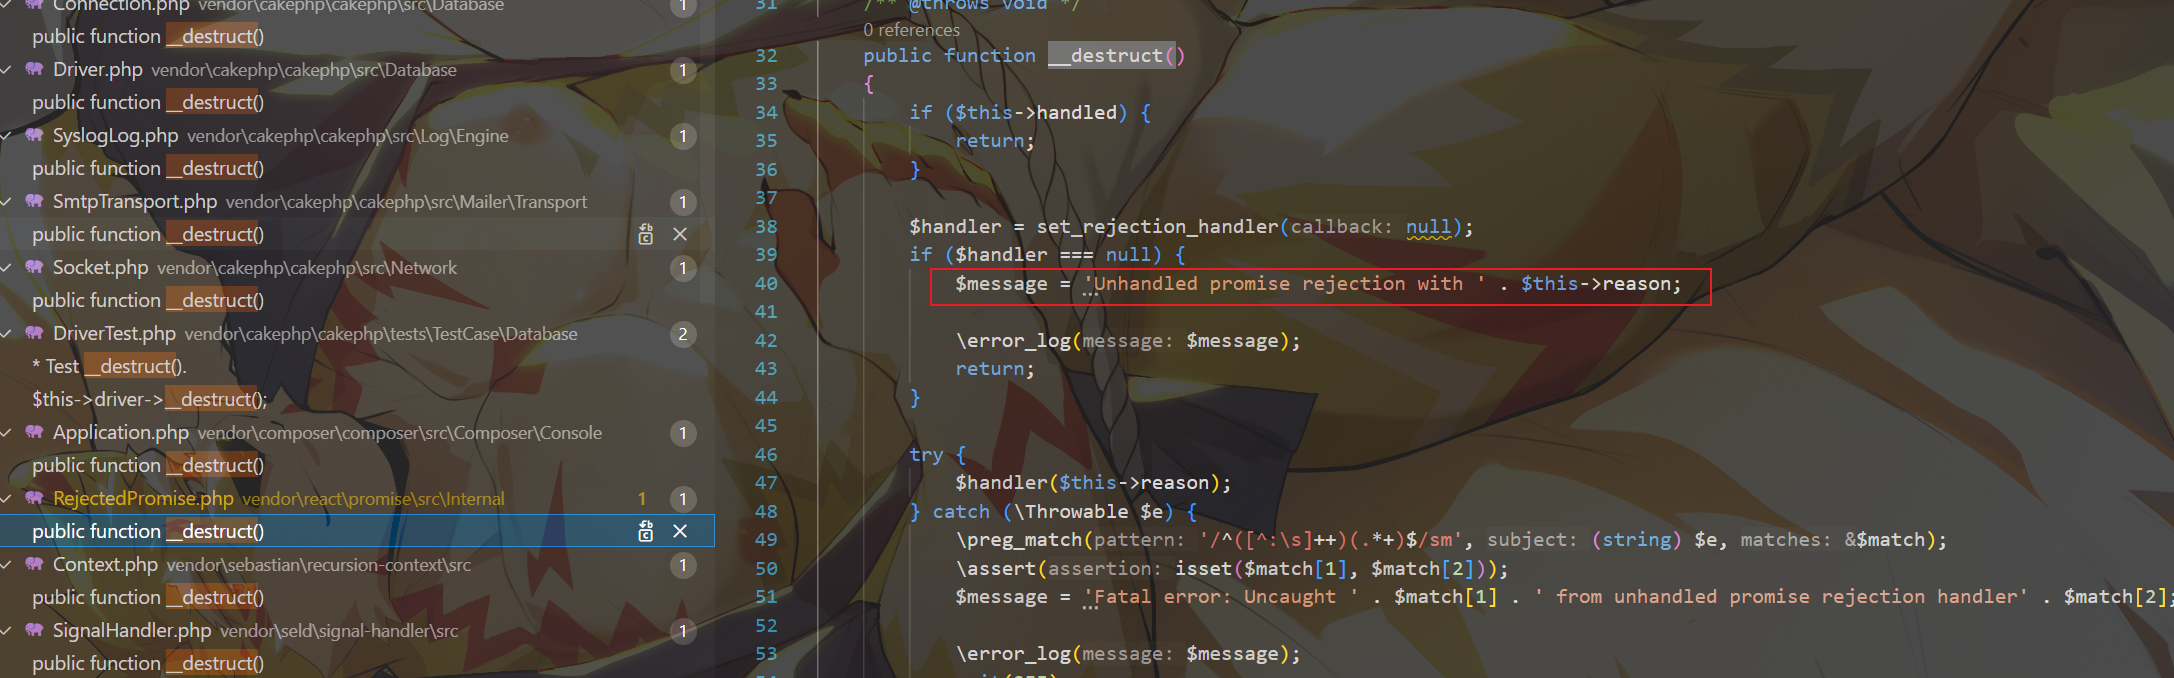 Connection.php vendor\cakephp\cakephp\src\Database 1
public function __destruct()
Driver.php vendor\cakephp\cakephp\src\Database 1
public function __destruct()
SyslogLog.php vendor\cakephp\cakephp\src\Log\Engine 1
public function __destruct()
SmtpTransport.php vendor\cakephp\cakephp\src\Mailer\Transport 1
public function __destruct()
Socket.php vendor\cakephp\cakephp\src\Network 1
public function __destruct()
DriverTest.php vendor\cakephp\cakephp\tests\TestCase\Database 2
* Test __destruct().
$this->driver->__destruct();
Application.php vendor\composer\composer\src\Composer\Console 1
public function __destruct()
RejectedPromise.php vendor\react\promise\src\Internal 1 1
public function __destruct()
Context.php vendor\sebastian\recursion-context\src 1
public function __destruct()
SignalHandler.php vendor\seld\signal-handler\src 1
public function __destruct()
31 /** @throws void */
0 references
32 public function __destruct()
33 {
34 if ($this->handled) {
35 return;
36 }
37
38 $handler = set_rejection_handler(callback: null);
39 if ($handler === null) {
40 $message = 'Unhandled promise rejection with ' . $this->reason;
41
42 \error_log(message: $message);
43 return;
44 }
45
46 try {
47 $handler($this->reason);
48 } catch (\Throwable $e) {
49 \preg_match(pattern: '/^([^:\s]++)(.*+)$/sm', subject: (string) $e, matches: &$match);
50 \assert(assertion: isset($match[1], $match[2]));
51 $message = 'Fatal error: Uncaught ' . $match[1] . ' from unhandled promise rejection handler' . $match[2];
52
53 \error_log(message: $message);